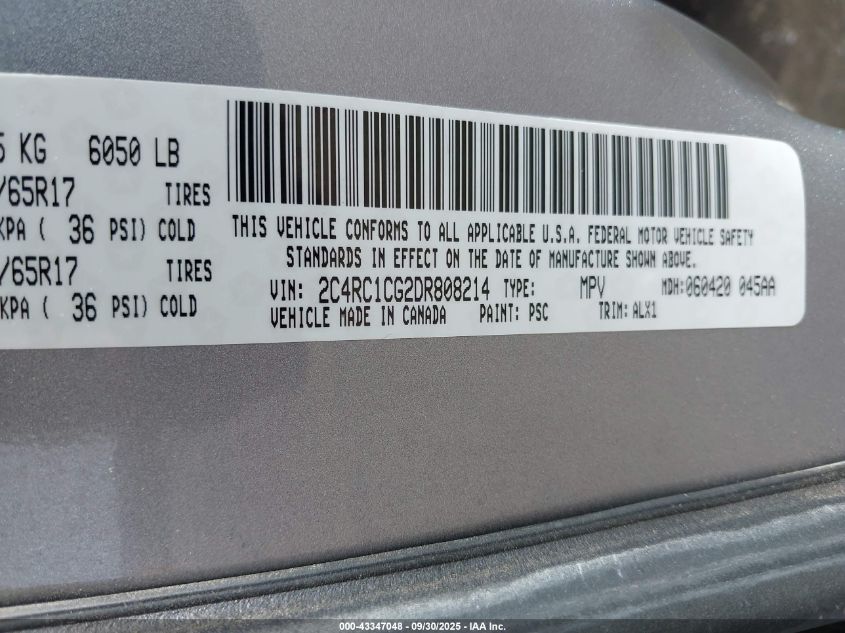 5 KG 6050 LB
/65R17 TIRES
KPA ( 36 PSI) COLD
/65R17 TIRES
KPA ( 36 PSI) COLD
THIS VEHICLE CONFORMS TO ALL APPLICABLE U.S.A. FEDERAL MOTOR VEHICLE SAFETY
STANDARDS IN EFFECT ON THE DATE OF MANUFACTURE SHOWN ABOVE.
VIN: 2C4RC1CG2DR808214 TYPE: MPV MDH:060420 045AA
VEHICLE MADE IN CANADA PAINT: PSC TRIM: ALX1
000-43347048 - 09/30/2025 - IAA Inc.